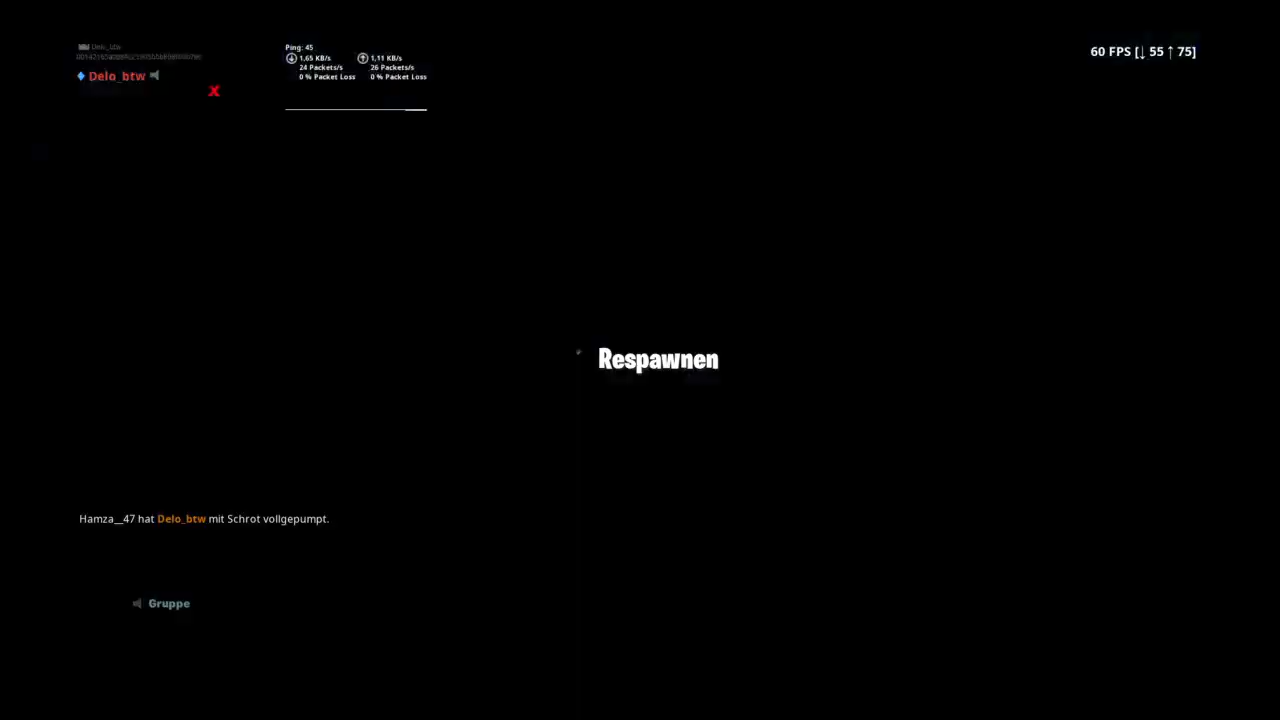 Delo_btw
Delo_btw
X
Ping: 45
1,65 KB/s
24 Packets/s
0 % Packet Loss
1,11 KB/s
26 Packets/s
0 % Packet Loss
60 FPS [↓ 55 ↑ 75]
Respawnen
Hamza__47 hat Delo_btw mit Schrot vollgepumpt.
Gruppe